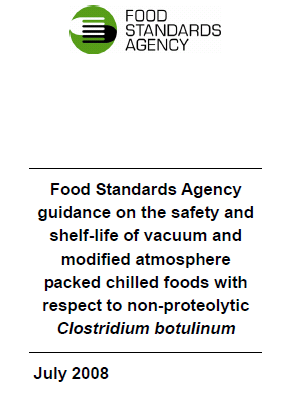 FOOD
STANDARDS
AGENCY
Food Standards Agency
guidance on the safety and
shelf-life of vacuum and
modified atmosphere
packed chilled foods with
respect to non-proteolytic
Clostridium botulinum
July 2008